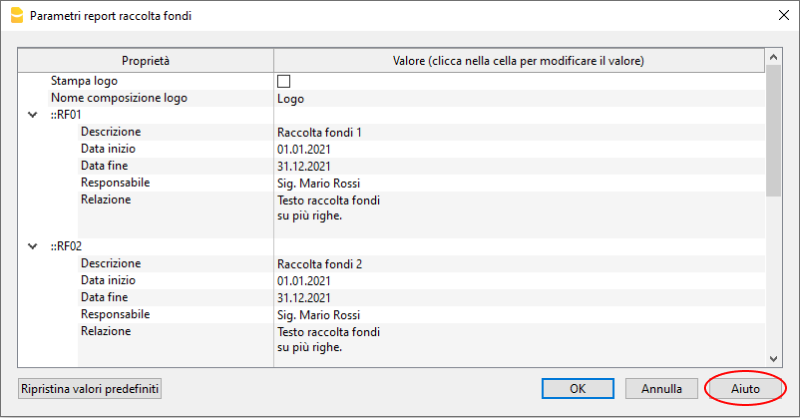 Parametri report raccolta fondi
Proprietà Valore (clicca nella cella per modificare il valore)
Stampa logo
Nome composizione logo Logo
::RF01
Descrizione Raccolta fondi 1
Data inizio 01.01.2021
Data fine 31.12.2021
Responsabile Sig. Mario Rossi
Relazione Testo raccolta fondi
su più righe.
::RF02
Descrizione Raccolta fondi 2
Data inizio 01.01.2021
Data fine 31.12.2021
Responsabile Sig. Mario Rossi
Relazione Testo raccolta fondi
su più righe.
Ripristina valori predefiniti OK Annulla Aiuto